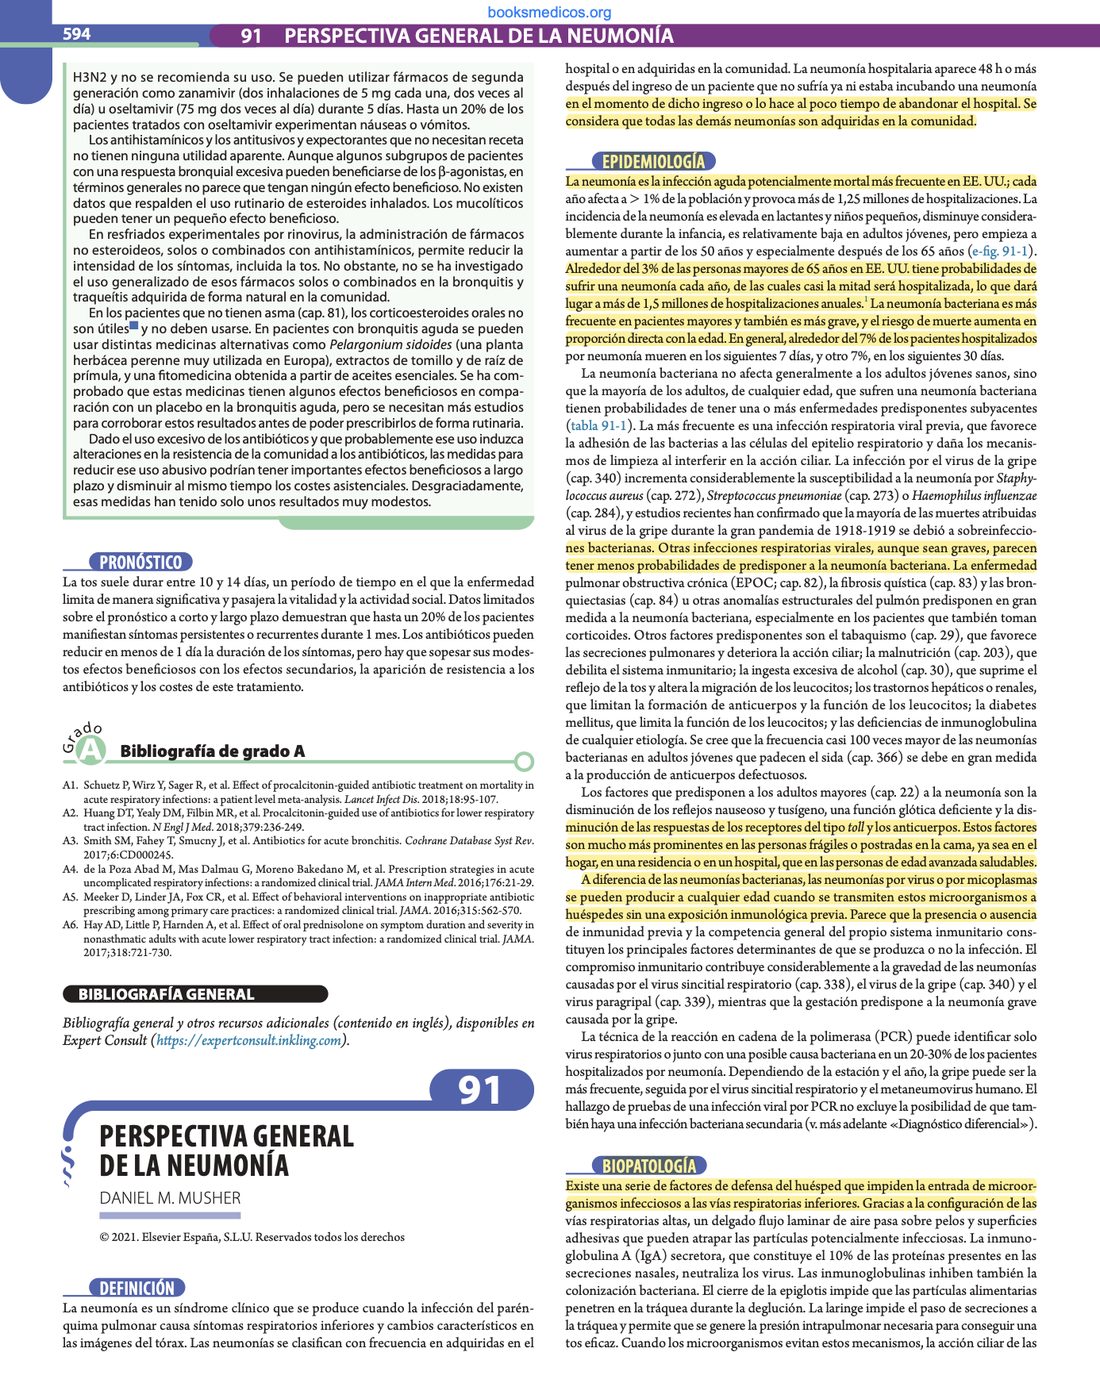 booksmedicos.org
594
91 PERSPECTIVA GENERAL DE LA NEUMONÍA
H3N2 y no se recomienda su uso. Se pueden utilizar fármacos de segunda
generación como zanamivir (dos inhalaciones de 5 mg cada una, dos veces al
día) u oseltamivir (75 mg dos veces al día) durante 5 días. Hasta un 20% de los
pacientes tratados con oseltamivir experimentan náuseas o vómitos.
Los antihistamínicos y los antitusivos y expectorantes que no necesitan receta
no tienen ninguna utilidad aparente. Aunque algunos subgrupos de pacientes
con una respuesta bronquial excesiva pueden beneficiarse de los β-agonistas, en
términos generales no parece que tengan ningún efecto beneficioso. No existen
datos que respalden el uso rutinario de esteroides inhalados. Los mucolíticos
pueden tener un pequeño efecto beneficioso.
En resfriados experimentales por rinovirus, la administración de fármacos
no esteroideos, solos o combinados con antihistamínicos, permite reducir la
intensidad de los síntomas, incluida la tos. No obstante, no se ha investigado
el uso generalizado de esos fármacos solos o combinados en la bronquitis y
traqueítis adquirida de forma natural en la comunidad.
En los pacientes que no tienen asma (cap. 81), los corticoesteroides orales no
son útiles y no deben usarse. En pacientes con bronquitis aguda se pueden
usar distintas medicinas alternativas como Pelargonium sidoides (una planta
herbácea perenne muy utilizada en Europa), extractos de tomillo y de raíz de
prímula, y una fitomedicina obtenida a partir de aceites esenciales. Se ha com-
probado que estas medicinas tienen algunos efectos beneficiosos en compa-
ración con un placebo en la bronquitis aguda, pero se necesitan más estudios
para corroborar estos resultados antes de poder prescribirlos de forma rutinaria.
Dado el uso excesivo de los antibióticos y que probablemente ese uso induzca
alteraciones en la resistencia de la comunidad a los antibióticos, las medidas para
reducir ese uso abusivo podrían tener importantes efectos beneficiosos a largo
plazo y disminuir al mismo tiempo los costes asistenciales. Desgraciadamente,
esas medidas han tenido solo unos resultados muy modestos.
PRONÓSTICO
La tos suele durar entre 10 y 14 días, un período de tiempo en el que la enfermedad
limita de manera significativa y pasajera la vitalidad y la actividad social. Datos limitados
sobre el pronóstico a corto y largo plazo demuestran que hasta un 20% de los pacientes
manifiestan síntomas persistentes o recurrentes durante 1 mes. Los antibióticos pueden
reducir en menos de 1 día la duración de los síntomas, pero hay que sopesar sus modes-
tos efectos beneficiosos con los efectos secundarios, la aparición de resistencia a los
antibióticos y los costes de este tratamiento.
Grado
A
Bibliografía de grado A
A1. Schuetz P, Wirz Y, Sager R, et al. Effect of procalcitonin-guided antibiotic treatment on mortality in
acute respiratory infections: a patient level meta-analysis. Lancet Infect Dis. 2018;18:95-107.
A2. Huang DT, Yealy DM, Filbin MR, et al. Procalcitonin-guided use of antibiotics for lower respiratory
tract infection. N Engl J Med. 2018;379:236-249.
A3. Smith SM, Fahey T, Smucny J, et al. Antibiotics for acute bronchitis. Cochrane Database Syst Rev.
2017;6:CD000245.
A4. de la Poza Abad M, Mas Dalmau G, Moreno Bakedano M, et al. Prescription strategies in acute
uncomplicated respiratory infections: a randomized clinical trial. JAMA Intern Med. 2016;176:21-29.
A5. Meeker D, Linder JA, Fox CR, et al. Effect of behavioral interventions on inappropriate antibiotic
prescribing among primary care practices: a randomized clinical trial. JAMA. 2016;315:562-570.
A6. Hay AD, Little P, Harnden A, et al. Effect of oral prednisolone on symptom duration and severity in
nonasthmatic adults with acute lower respiratory tract infection: a randomized clinical trial. JAMA.
2017;318:721-730.
BIBLIOGRAFÍA GENERAL
Bibliografía general y otros recursos adicionales (contenido en inglés), disponibles en
Expert Consult (https://expertconsult.inkling.com).
91
PERSPECTIVA GENERAL
DE LA NEUMONÍA
DANIEL M. MUSHER
© 2021. Elsevier España, S.L.U. Reservados todos los derechos
DEFINICIÓN
La neumonía es un síndrome clínico que se produce cuando la infección del parén-
quima pulmonar causa síntomas respiratorios inferiores y cambios característicos en
las imágenes del tórax. Las neumonías se clasifican con frecuencia en adquiridas en el
hospital o en adquiridas en la comunidad. La neumonía hospitalaria aparece 48 h o más
después del ingreso de un paciente que no sufría ya ni estaba incubando una neumonía
en el momento de dicho ingreso o lo hace al poco tiempo de abandonar el hospital. Se
considera que todas las demás neumonías son adquiridas en la comunidad.
EPIDEMIOLOGÍA
La neumonía es la infección aguda potencialmente mortal más frecuente en EE. UU.; cada
año afecta a > 1% de la población y provoca más de 1,25 millones de hospitalizaciones. La
incidencia de la neumonía es elevada en lactantes y niños pequeños, disminuye considera-
blemente durante la infancia, es relativamente baja en adultos jóvenes, pero empieza a
aumentar a partir de los 50 años y especialmente después de los 65 años (e-fig. 91-1).
Alrededor del 3% de las personas mayores de 65 años en EE. UU. tiene probabilidades de
sufrir una neumonía cada año, de las cuales casi la mitad será hospitalizada, lo que dará
lugar a más de 1,5 millones de hospitalizaciones anuales.1 La neumonía bacteriana es más
frecuente en pacientes mayores y también es más grave, y el riesgo de muerte aumenta en
proporción directa con la edad. En general, alrededor del 7% de los pacientes hospitalizados
por neumonía mueren en los siguientes 7 días, y otro 7%, en los siguientes 30 días.
La neumonía bacteriana no afecta generalmente a los adultos jóvenes sanos, sino
que la mayoría de los adultos, de cualquier edad, que sufren una neumonía bacteriana
tienen probabilidades de tener una o más enfermedades predisponentes subyacentes
(tabla 91-1). La más frecuente es una infección respiratoria viral previa, que favorece
la adhesión de las bacterias a las células del epitelio respiratorio y daña los mecanis-
mos de limpieza al interferir en la acción ciliar. La infección por el virus de la gripe
(cap. 340) incrementa considerablemente la susceptibilidad a la neumonía por Staphy-
lococcus aureus (cap. 272), Streptococcus pneumoniae (cap. 273) o Haemophilus influenzae
(cap. 284), y estudios recientes han confirmado que la mayoría de las muertes atribuidas
al virus de la gripe durante la gran pandemia de 1918-1919 se debió a sobreinfeccio-
nes bacterianas. Otras infecciones respiratorias virales, aunque sean graves, parecen
tener menos probabilidades de predisponer a la neumonía bacteriana. La enfermedad
pulmonar obstructiva crónica (EPOC; cap. 82), la fibrosis quística (cap. 83) y las bron-
quiectasias (cap. 84) u otras anomalías estructurales del pulmón predisponen en gran
medida a la neumonía bacteriana, especialmente en los pacientes que también toman
corticoides. Otros factores predisponentes son el tabaquismo (cap. 29), que favorece
las secreciones pulmonares y deteriora la acción ciliar; la malnutrición (cap. 203), que
debilita el sistema inmunitario; la ingesta excesiva de alcohol (cap. 30), que suprime el
reflejo de la tos y altera la migración de los leucocitos; los trastornos hepáticos o renales,
que limitan la formación de anticuerpos y la función de los leucocitos; la diabetes
mellitus, que limita la función de los leucocitos; y las deficiencias de inmunoglobulina
de cualquier etiología. Se cree que la frecuencia casi 100 veces mayor de las neumonías
bacterianas en adultos jóvenes que padecen el sida (cap. 366) se debe en gran medida
a la producción de anticuerpos defectuosos.
Los factores que predisponen a los adultos mayores (cap. 22) a la neumonía son la
disminución de los reflejos nauseoso y tusígeno, una función glótica deficiente y la dis-
minución de las respuestas de los receptores del tipo toll y los anticuerpos. Estos factores
son mucho más prominentes en las personas frágiles o postradas en la cama, ya sea en el
hogar, en una residencia o en un hospital, que en las personas de edad avanzada saludables.
A diferencia de las neumonías bacterianas, las neumonías por virus o por micoplasmas
se pueden producir a cualquier edad cuando se transmiten estos microorganismos a
huéspedes sin una exposición inmunológica previa. Parece que la presencia o ausencia
de inmunidad previa y la competencia general del propio sistema inmunitario cons-
tituyen los principales factores determinantes de que se produzca o no la infección. El
compromiso inmunitario contribuye considerablemente a la gravedad de las neumonías
causadas por el virus sincitial respiratorio (cap. 338), el virus de la gripe (cap. 340) y el
virus paragripal (cap. 339), mientras que la gestación predispone a la neumonía grave
causada por la gripe.
La técnica de la reacción en cadena de la polimerasa (PCR) puede identificar solo
virus respiratorios o junto con una posible causa bacteriana en un 20-30% de los pacientes
hospitalizados por neumonía. Dependiendo de la estación y el año, la gripe puede ser la
más frecuente, seguida por el virus sincitial respiratorio y el metaneumovirus humano. El
hallazgo de pruebas de una infección viral por PCR no excluye la posibilidad de que tam-
bién haya una infección bacteriana secundaria (v. más adelante «Diagnóstico diferencial»).
BIOPATOLOGÍA
Existe una serie de factores de defensa del huésped que impiden la entrada de microor-
ganismos infecciosos a las vías respiratorias inferiores. Gracias a la configuración de las
vías respiratorias altas, un delgado flujo laminar de aire pasa sobre pelos y superficies
adhesivas que pueden atrapar las partículas potencialmente infecciosas. La inmuno-
globulina A (IgA) secretora, que constituye el 10% de las proteínas presentes en las
secreciones nasales, neutraliza los virus. Las inmunoglobulinas inhiben también la
colonización bacteriana. El cierre de la epiglotis impide que las partículas alimentarias
penetren en la tráquea durante la deglución. La laringe impide el paso de secreciones a
la tráquea y permite que se genere la presión intrapulmonar necesaria para conseguir una
tos eficaz. Cuando los microorganismos evitan estos mecanismos, la acción ciliar de las